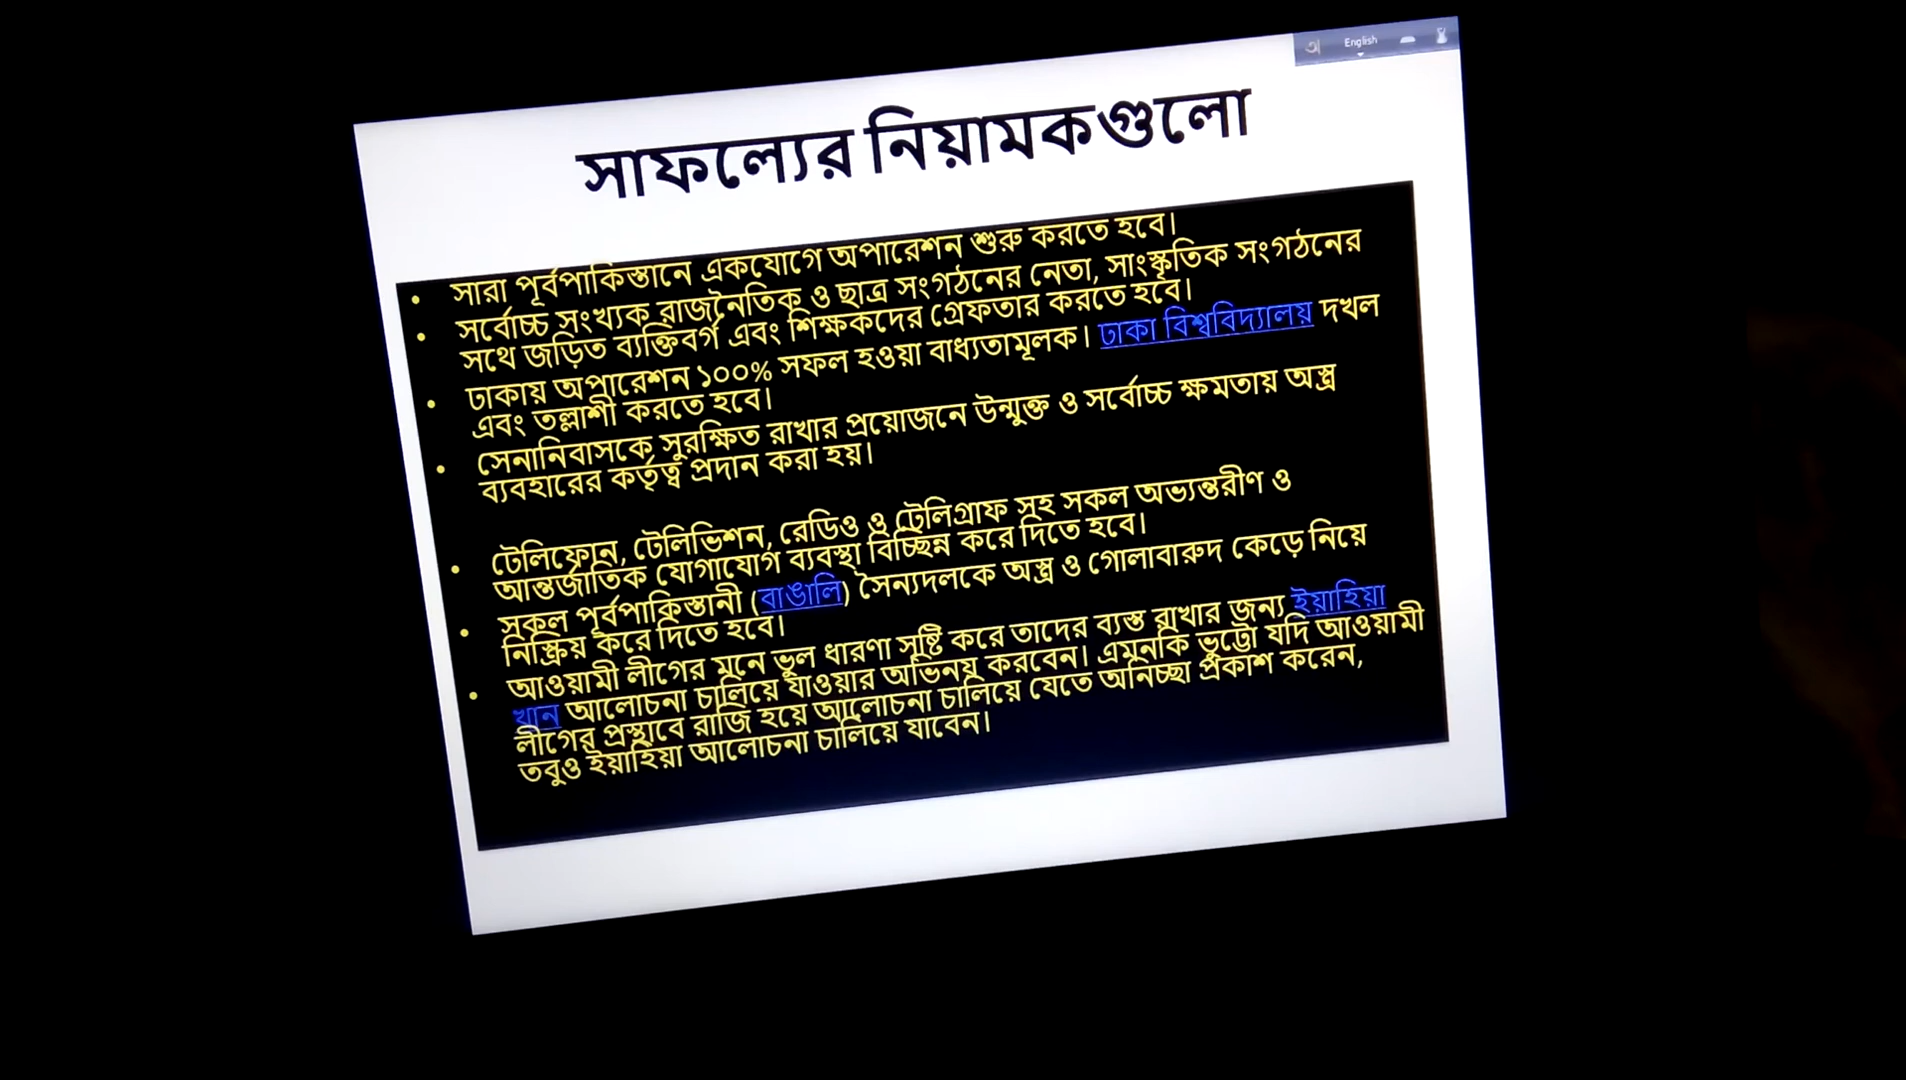 অ English
সাফল্যের নিয়ামকগুলো
• সারা পূর্বপাকিস্তানে একযোগে অপারেশন শুরু করতে হবে।
• সর্বোচ্চ সংখ্যক রাজনৈতিক ও ছাত্র সংগঠনের নেতা, সাংস্কৃতিক সংগঠনের
সথে জড়িত ব্যক্তিবর্গ এবং শিক্ষকদের গ্রেফতার করতে হবে।
• ঢাকায় অপারেশন ১০০% সফল হওয়া বাধ্যতামূলক। ঢাকা বিশ্ববিদ্যালয় দখল
এবং তল্লাশী করতে হবে।
• সেনানিবাসকে সুরক্ষিত রাখার প্রয়োজনে উন্মুক্ত ও সর্বোচ্চ ক্ষমতায় অস্ত্র
ব্যবহারের কর্তৃত্ব প্রদান করা হয়।
• টেলিফোন, টেলিভিশন, রেডিও ও টেলিগ্রাফ সহ সকল অভ্যন্তরীণ ও
আন্তর্জাতিক যোগাযোগ ব্যবস্থা বিচ্ছিন্ন করে দিতে হবে।
• সকল পূর্বপাকিস্তানী (বাঙালি) সৈন্যদলকে অস্ত্র ও গোলাবারুদ কেড়ে নিয়ে
নিষ্ক্রিয় করে দিতে হবে।
• আওয়ামী লীগের মনে ভুল ধারণা সৃষ্টি করে তাদের ব্যস্ত রাখার জন্য ইয়াহিয়া
খান আলোচনা চালিয়ে যাওয়ার অভিনয় করবেন। এমনকি ভুট্টো যদি আওয়ামী
লীগের প্রস্থাবে রাজি হয়ে আলোচনা চালিয়ে যেতে অনিচ্ছা প্রকাশ করেন,
তবুও ইয়াহিয়া আলোচনা চালিয়ে যাবেন।